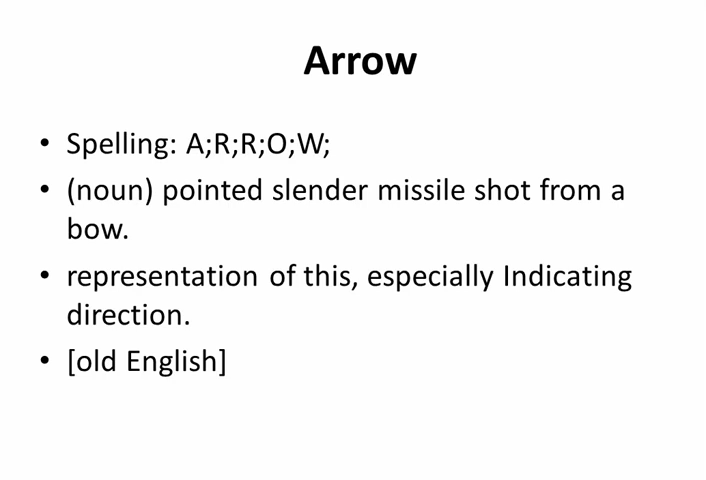 Arrow
• Spelling: A;R;R;O;W;
• (noun) pointed slender missile shot from a
bow.
• representation of this, especially Indicating
direction.
• [old English]